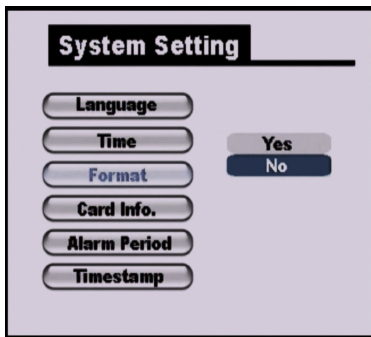 System Setting
Language
Time
Yes
No
Format
Card Info.
Alarm Period
Timestamp